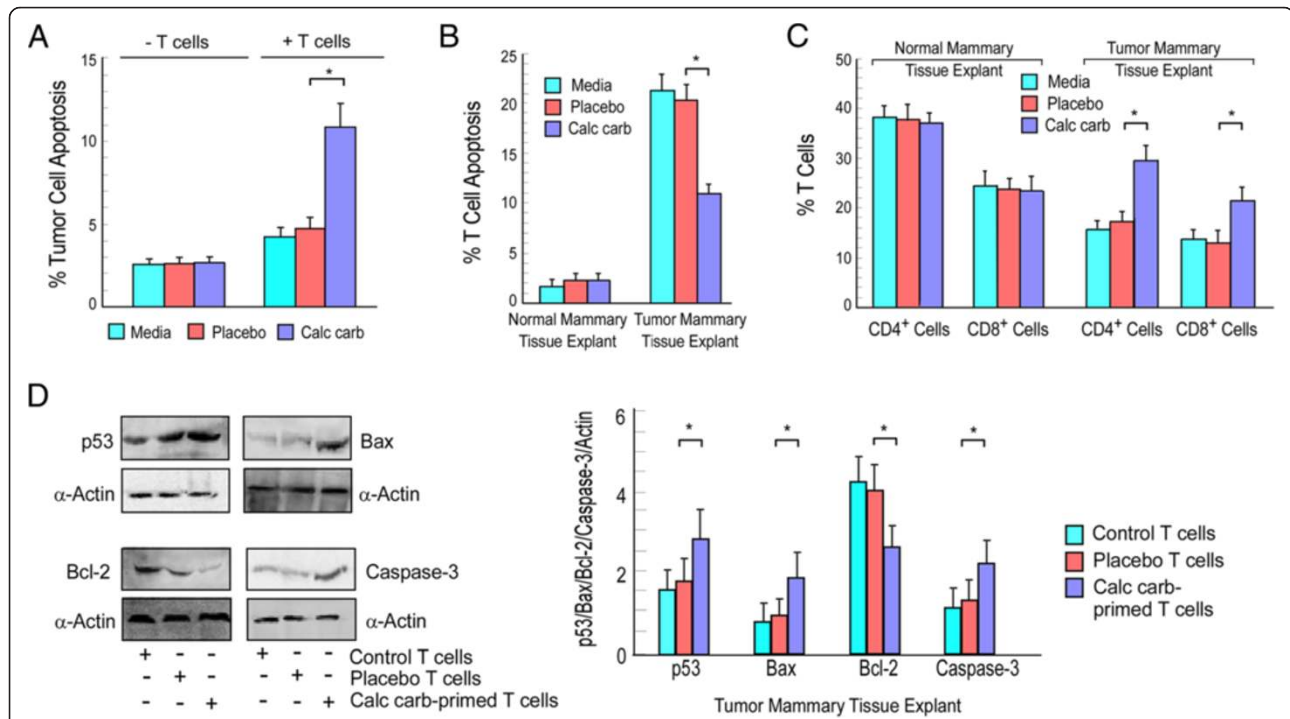 A
- T cells
+ T cells
% Tumor Cell Apoptosis
15
10
5
0
*
Media
Placebo
Calc carb
B
% T Cell Apoptosis
25
20
15
10
5
0
Media
Placebo
Calc carb
*
Normal Mammary
Tissue Explant
Tumor Mammary
Tissue Explant
C
Normal Mammary
Tissue Explant
Tumor Mammary
Tissue Explant
Media
Placebo
Calc carb
% T Cells
50
40
30
20
10
0
*
*
CD4+ Cells
CD8+ Cells
CD4+ Cells
CD8+ Cells
D
p53
Bax
α-Actin
α-Actin
Bcl-2
Caspase-3
α-Actin
α-Actin
+ - - + - - Control T cells
- + - - + - Placebo T cells
- - + - - + Calc carb-primed T cells
p53/Bax/Bcl-2/Caspase-3/Actin
6
4
2
0
*
*
*
*
p53
Bax
Bcl-2
Caspase-3
Tumor Mammary Tissue Explant
Control T cells
Placebo T cells
Calc carb-
primed T cells